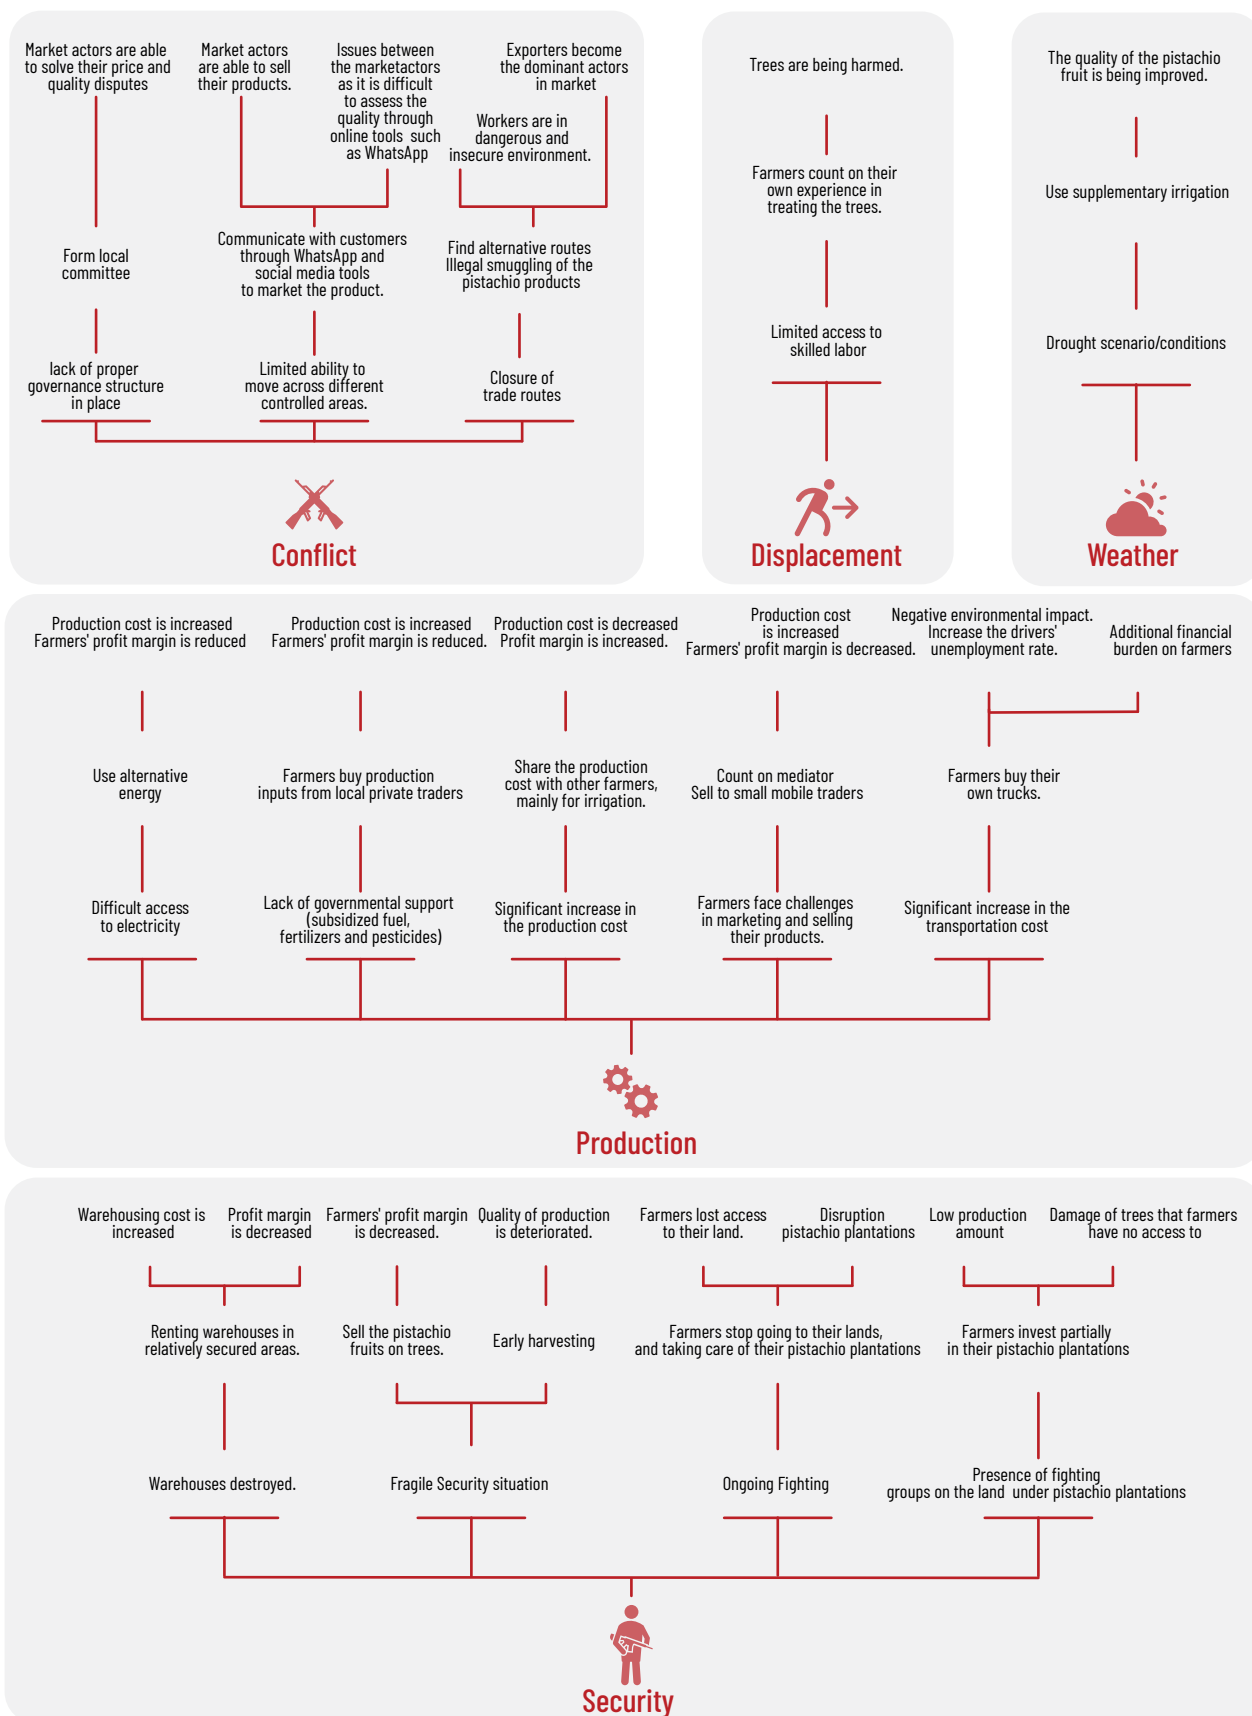 Market actors are able
to solve their price and
quality disputes
Market actors
are able to sell
their products.
Issues between
the marketactors
as it is difficult
to assess the
quality through
online tools such
as WhatsApp
Exporters become
the dominant actors
in market
Workers are in
dangerous and
insecure environment.
Form local
committee
Communicate with customers
through WhatsApp and
social media tools
to market the product.
Find alternative routes
Illegal smuggling of the
pistachio products
lack of proper
governance structure
in place
Limited ability to
move across different
controlled areas.
Closure of
trade routes
Conflict
Trees are being harmed.
Farmers count on their
own experience in
treating the trees.
Limited access to
skilled labor
Displacement
The quality of the pistachio
fruit is being improved.
Use supplementary irrigation
Drought scenario/conditions
Weather
Production cost is increased
Farmers' profit margin is reduced
Production cost is increased
Farmers' profit margin is reduced.
Production cost is decreased
Profit margin is increased.
Production cost
is increased
Farmers' profit margin is decreased.
Negative environmental impact.
Increase the drivers'
unemployment rate.
Additional financial
burden on farmers
Use alternative
energy
Farmers buy production
inputs from local private traders
Share the production
cost with other farmers,
mainly for irrigation.
Count on mediator
Sell to small mobile traders
Farmers buy their
own trucks.
Difficult access
to electricity
Lack of governmental support
(subsidized fuel,
fertilizers and pesticides)
Significant increase in
the production cost
Farmers face challenges
in marketing and selling
their products.
Significant increase in the
transportation cost
Production
Warehousing cost is
increased
Profit margin
is decreased
Farmers' profit margin
is decreased.
Quality of production
is deteriorated.
Farmers lost access
to their land.
Disruption
pistachio plantations
Low production
amount
Damage of trees that farmers
have no access to
Renting warehouses in
relatively secured areas.
Sell the pistachio
fruits on trees.
Early harvesting
Farmers stop going to their lands,
and taking care of their pistachio plantations
Farmers invest partially
in their pistachio plantations
Warehouses destroyed.
Fragile Security situation
Ongoing Fighting
Presence of fighting
groups on the land under pistachio plantations
Security